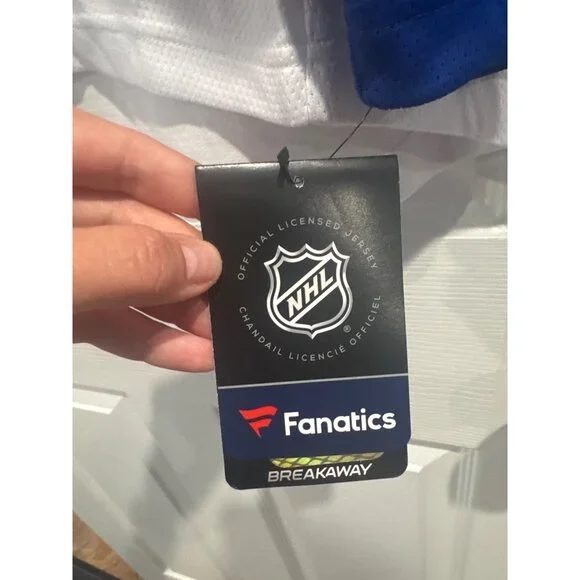 OFFICIAL LICENSED JERSEY
NHL
®
CHANDAIL LICENCIÉ OFFICIEL
Fanatics
BREAKAWAY